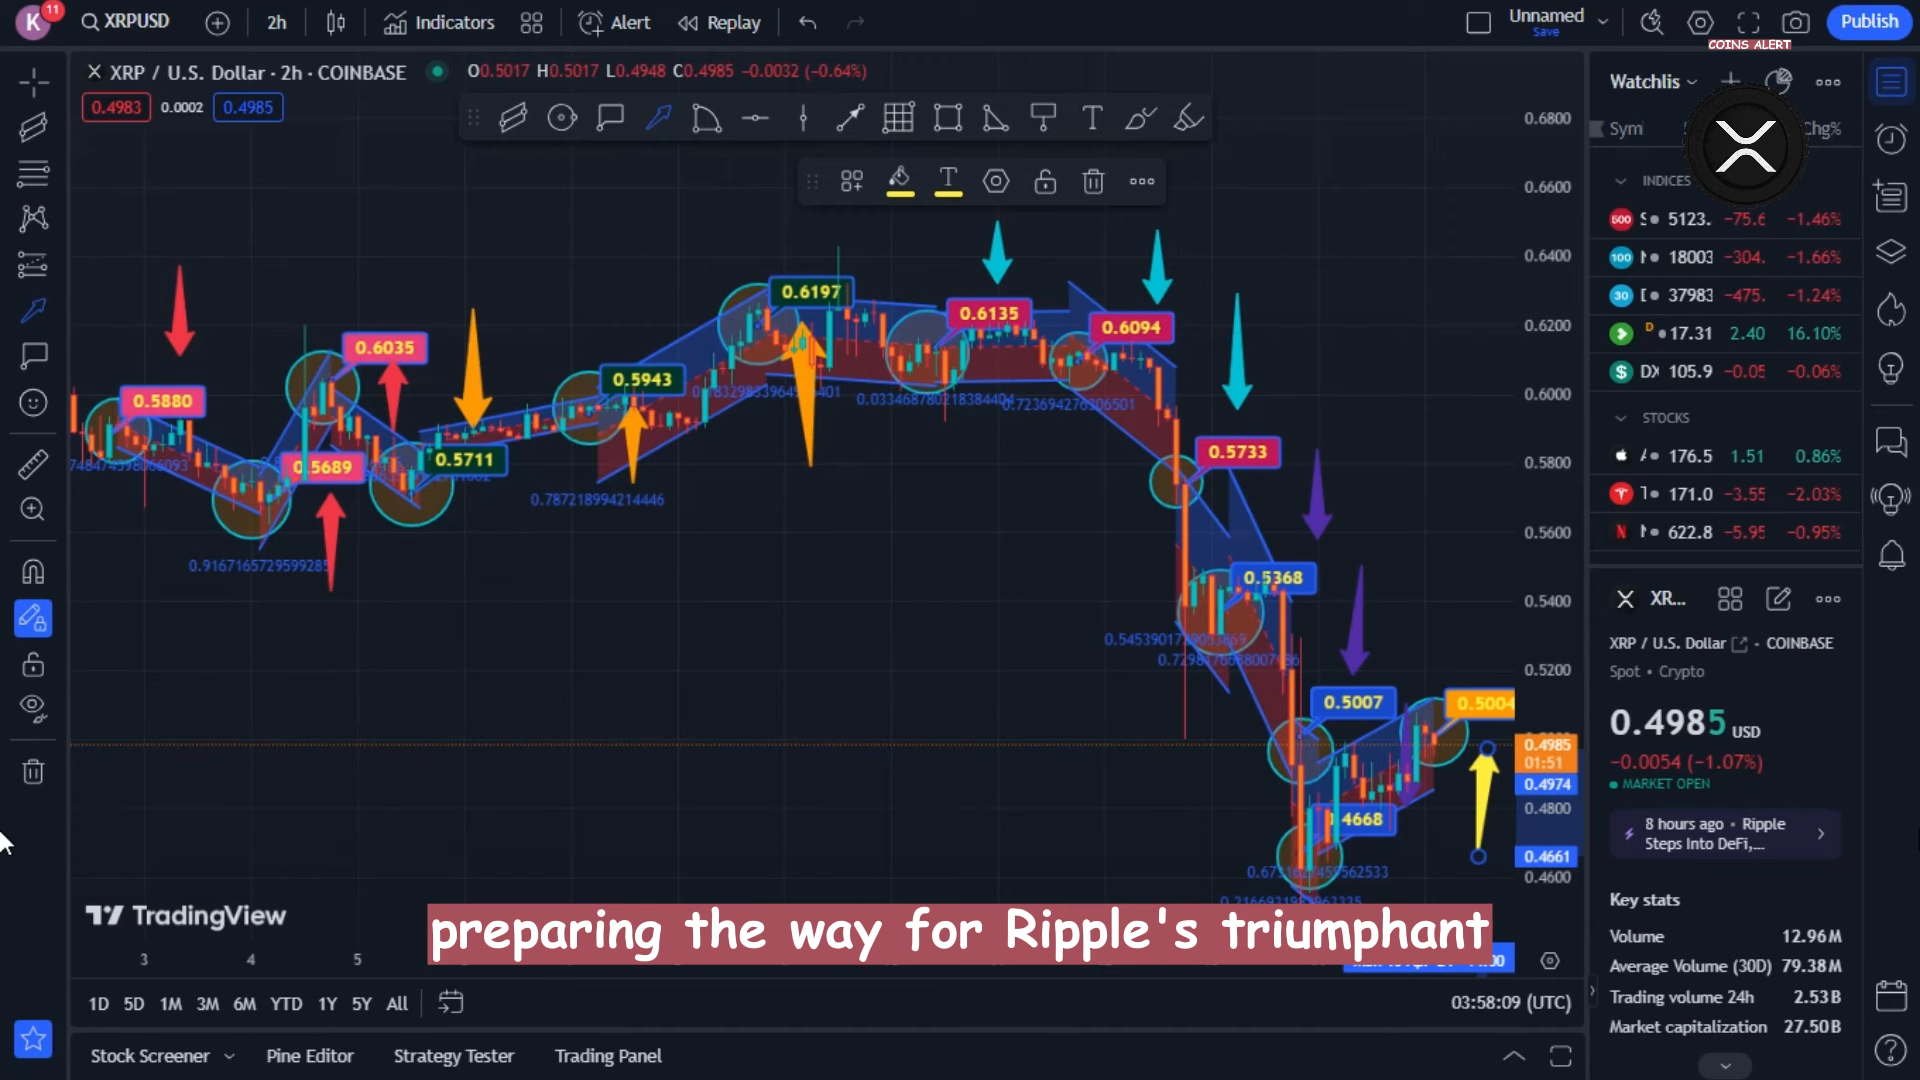 K
11
XRPUSD
2h
Indicators
Alert
Replay
Unnamed
Save
Publish
COINS ALERT
XRP / U.S. Dollar · 2h · COINBASE
O0.5017 H0.5017 L0.4948 C0.4985 −0.0032 (−0.64%)
0.4983
0.0002
0.4985
0.6197
0.6135
0.6094
0.6035
0.5943
0.5880
0.5733
0.5711
0.5689
0.5368
0.5007
0.5004
4668
0.787218994214446
0.9167165729599285
0.6800
0.6600
0.6400
0.6200
0.6000
0.5800
0.5600
0.5400
0.5200
0.4985
01:51
0.4974
0.4800
0.4661
0.4600
TradingView
preparing the way for Ripple's triumphant
3
4
5
1D 5D 1M 3M 6M YTD 1Y 5Y All
03:58:09 (UTC)
Stock Screener
Pine Editor
Strategy Tester
Trading Panel
Watchlis
Sym
Chg%
INDICES
500
5123.
−75.6
−1.46%
100
18003
−304.
−1.66%
30
37983
−475.
−1.24%
D
17.31
2.40
16.10%
DX
105.9
−0.05
−0.06%
STOCKS
176.5
1.51
0.86%
171.0
−3.55
−2.03%
622.8
−5.95
−0.95%
XR...
XRP / U.S. Dollar
COINBASE
Spot • Crypto
0.4985 USD
−0.0054 (−1.07%)
MARKET OPEN
8 hours ago • Ripple
Steps Into DeFi,...
Key stats
Volume 12.96M
Average Volume (30D) 79.38M
Trading volume 24h 2.53B
Market capitalization 27.50B